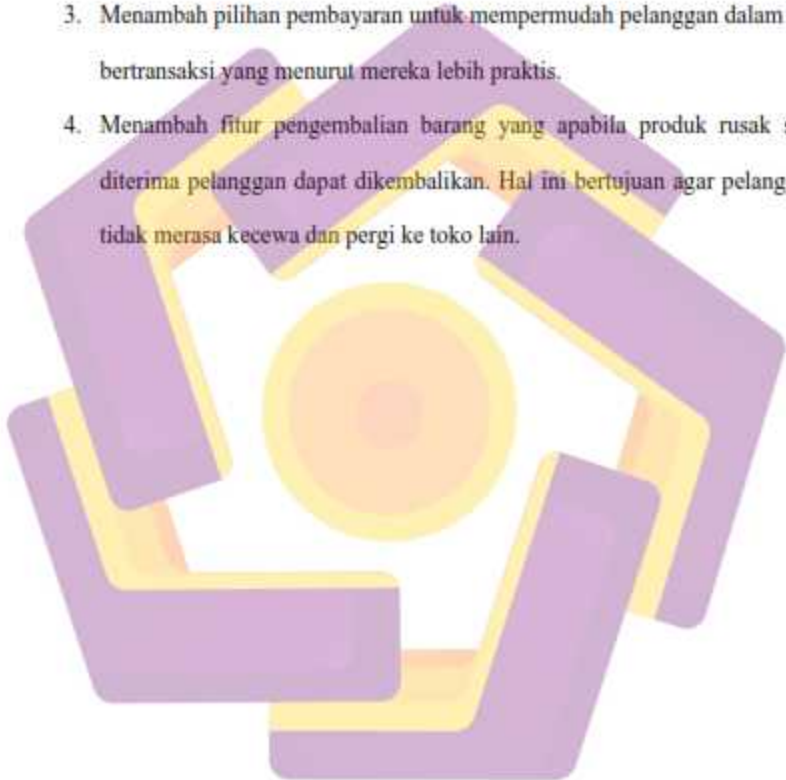 3. Menambah pilihan pembayaran untuk mempermudah pelanggan dalam
bertransaksi yang menurut mereka lebih praktis.
4. Menambah fitur pengembalian barang yang apabila produk rusak
diterima pelanggan dapat dikembalikan. Hal ini bertujuan agar
tidak merasa kecewa dan pergi ke toko lain.